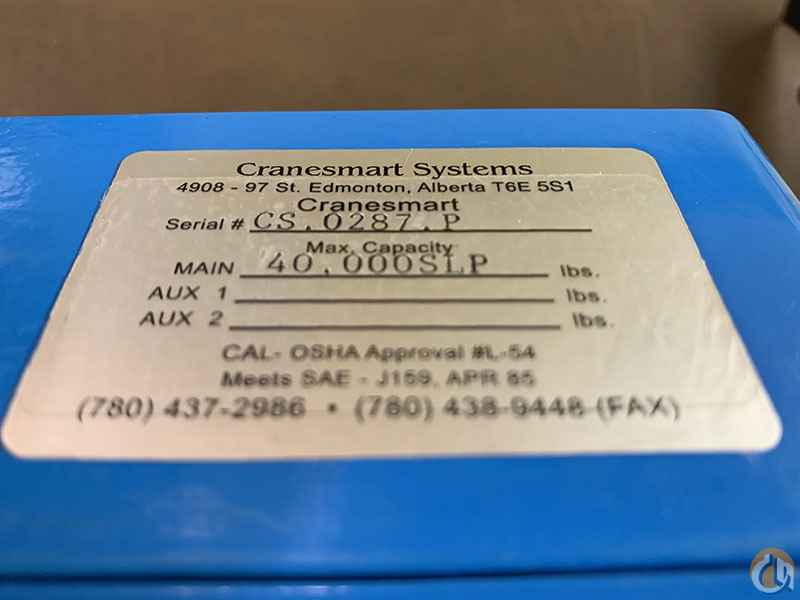 Cranesmart Systems
4908 - 97 St. Edmonton, Alberta T6E 5S1
Cranesmart
Serial # CS.0287.P
Max. Capacity
MAIN 40,000SLP lbs.
AUX 1 lbs.
AUX 2 lbs.
CAL- OSHA Approval #L-54
Meets SAE - J159, APR 85
(780) 437-2986 • (780) 438-9448 (FAX)